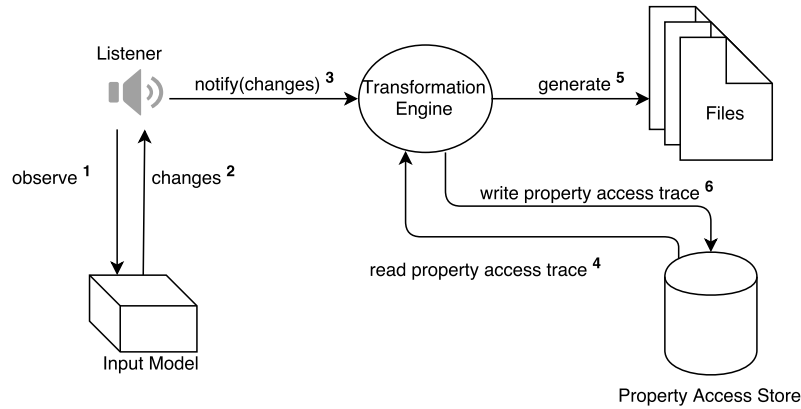 Listener
notify(changes) 3
Transformation
Engine
generate 5
Files
observe 1
changes 2
write property access trace 6
read property access trace 4
Input Model
Property Access Store